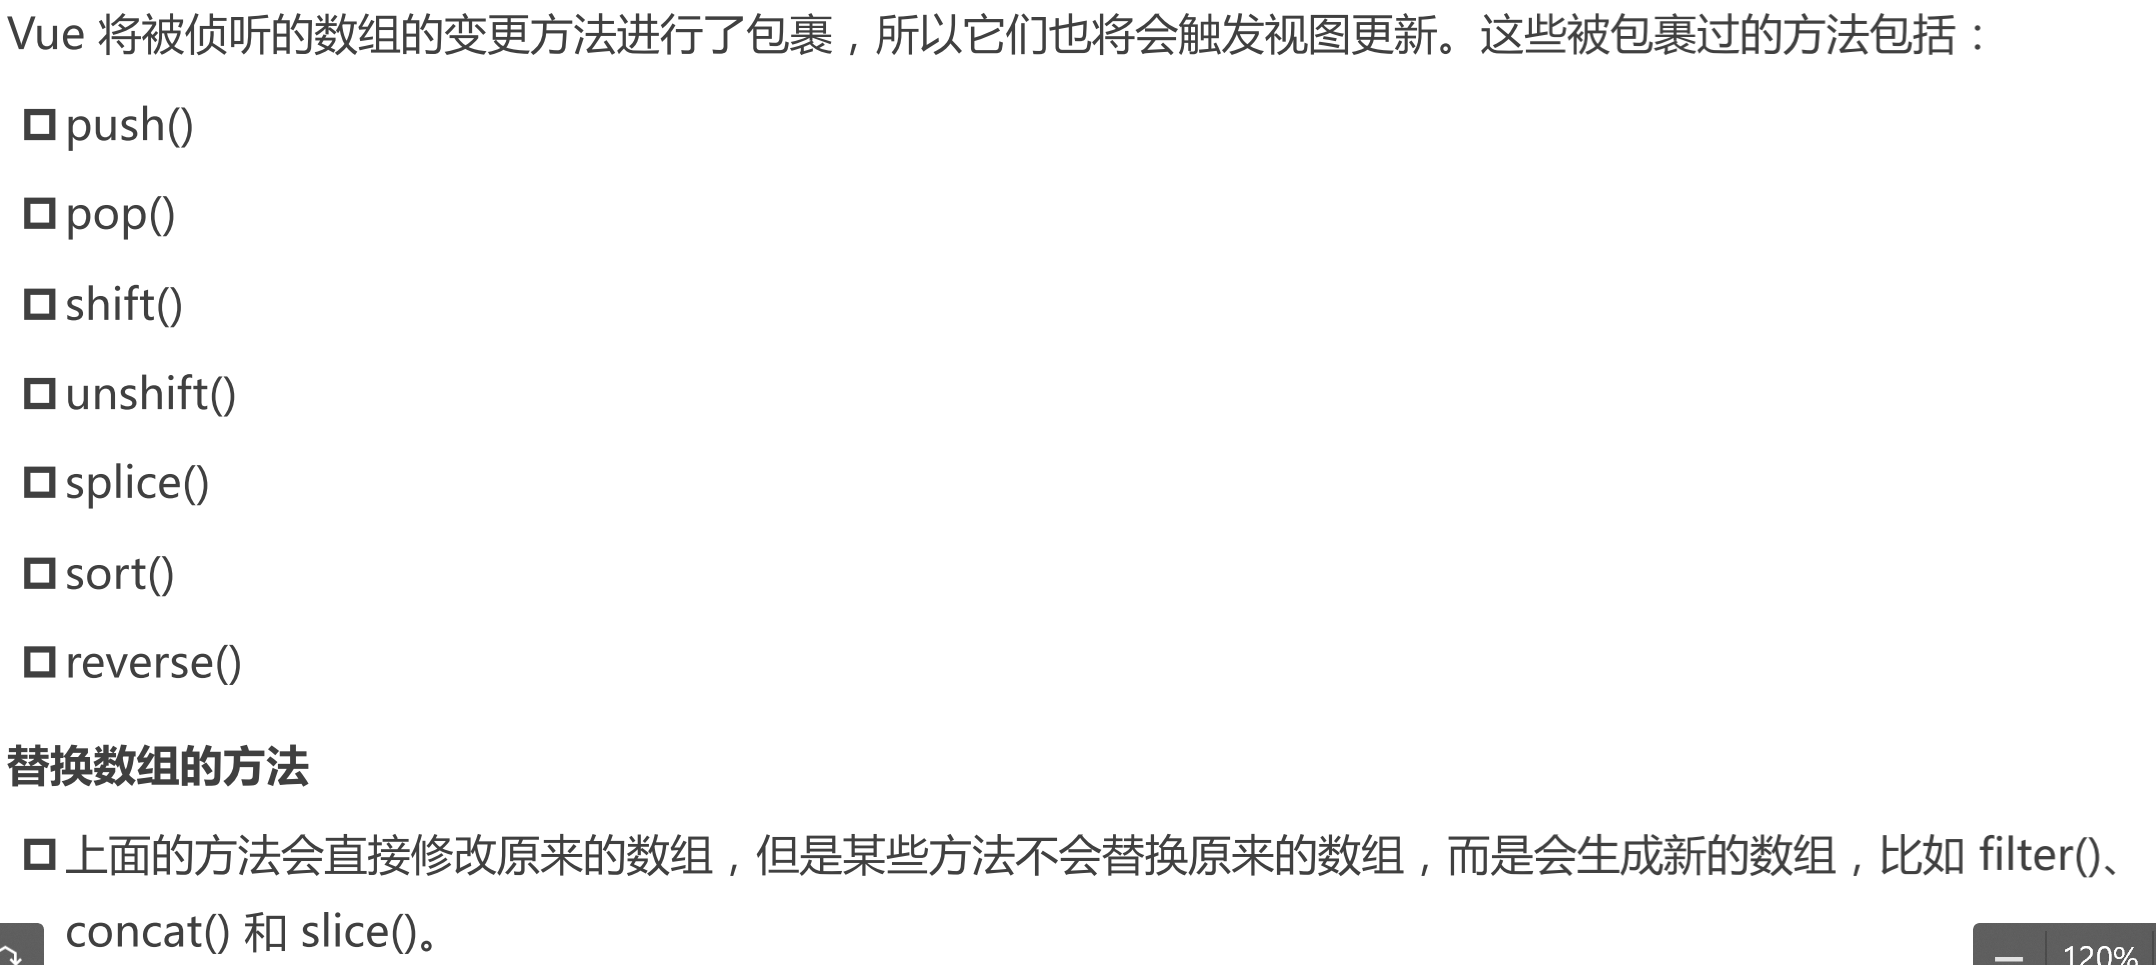 Vue 将被侦听的数组的变更方法进行了包裹，所以它们也将会触发视图更新。这些被包裹过的方法包括：
push()
pop()
shift()
unshift()
splice()
sort()
reverse()
替换数组的方法
上面的方法会直接修改原来的数组，但是某些方法不会替换原来的数组，而是会生成新的数组，比如 filter()、
concat() 和 slice()。
120%